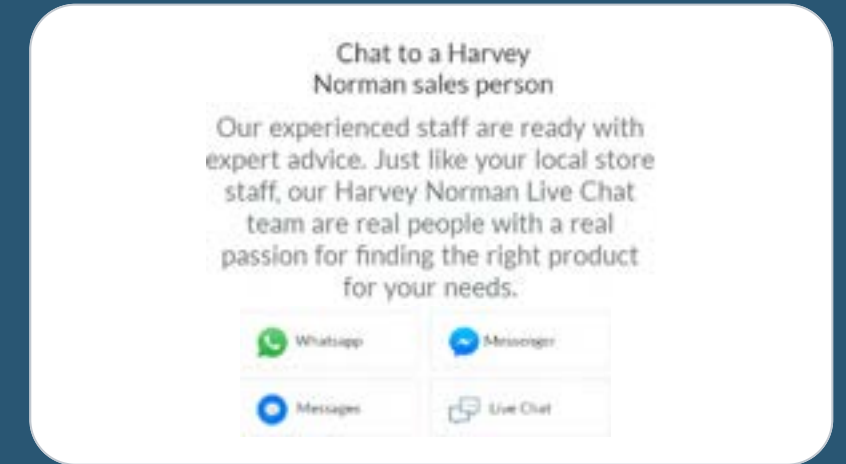 Chat to a Harvey
Norman sales person
Our experienced staff are ready with
expert advice. Just like your local store
staff, our Harvey Norman Live Chat
team are real people with a real
passion for finding the right product
for your needs.
Whatsapp
Messenger
Messages
Live Chat